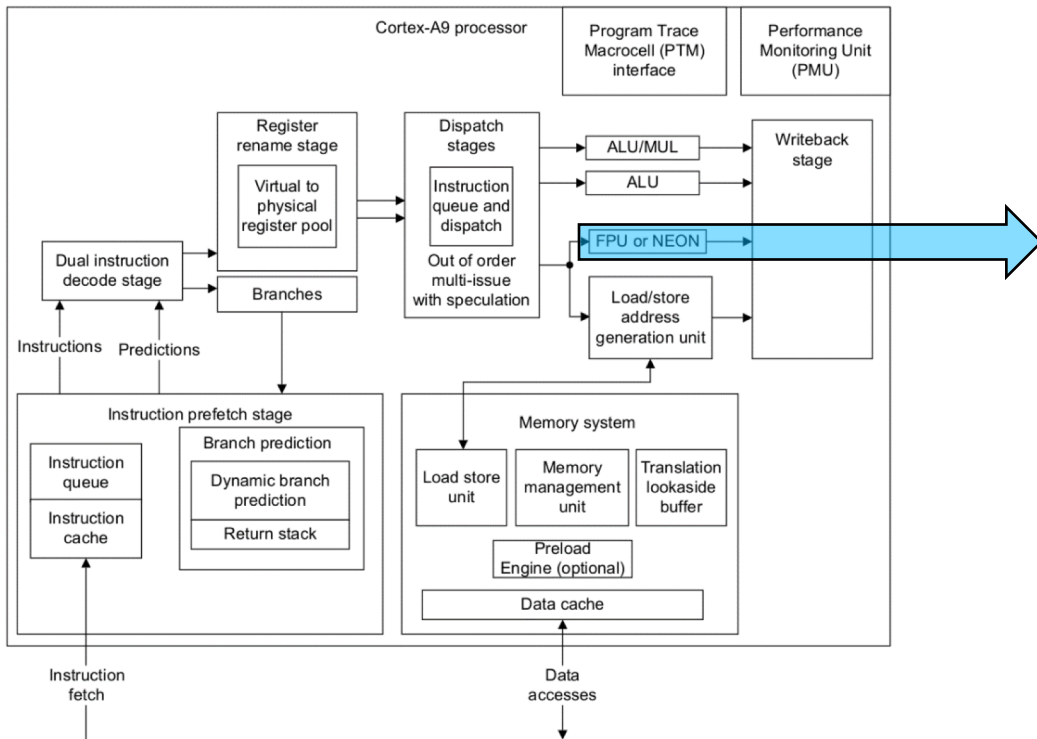 Cortex-A9 processor
Program Trace
Macrocell (PTM)
interface
Performance
Monitoring Unit
(PMU)
Register
rename stage
Virtual to
physical
register pool
Dispatch
stages
Instruction
queue and
dispatch
Out of order
multi-issue
with speculation
ALU/MUL
ALU
FPU or NEON
Load/store
address
generation unit
Writeback
stage
Dual instruction
decode stage
Branches
Instructions
Predictions
Instruction prefetch stage
Instruction
queue
Instruction
cache
Branch prediction
Dynamic branch
prediction
Return stack
Memory system
Load store
unit
Memory
management
unit
Translation
lookaside
buffer
Preload
Engine (optional)
Data cache
Instruction
fetch
Data
accesses